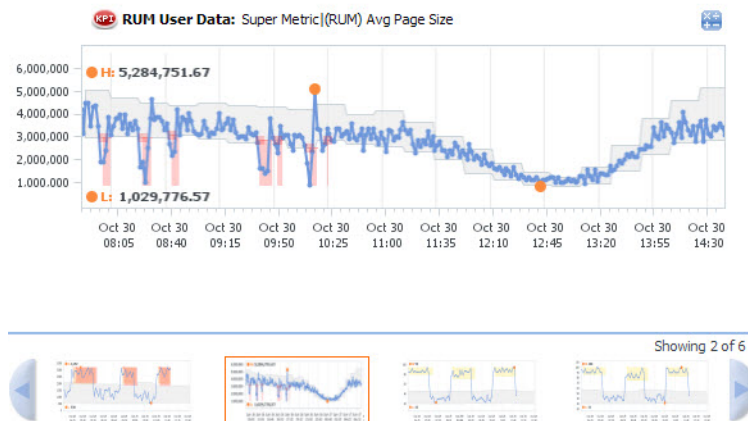 KPI RUM User Data: Super Metric|(RUM) Avg Page Size
H: 5,284,751.67
6,000,000
5,000,000
4,000,000
3,000,000
2,000,000
1.000.000
L: 1,029,776.57
Oct 30 Oct 30 Oct 30 Oct 30 Oct 30 Oct 30 Oct 30 Oct 30 Oct 30 Oct 30 Oct 30 Oct 30
08:05 08:40 09:15 09:50 10:25 11:00 11:35 12:10 12:45 13:20 13:55 14:30
Showing 2 of 6